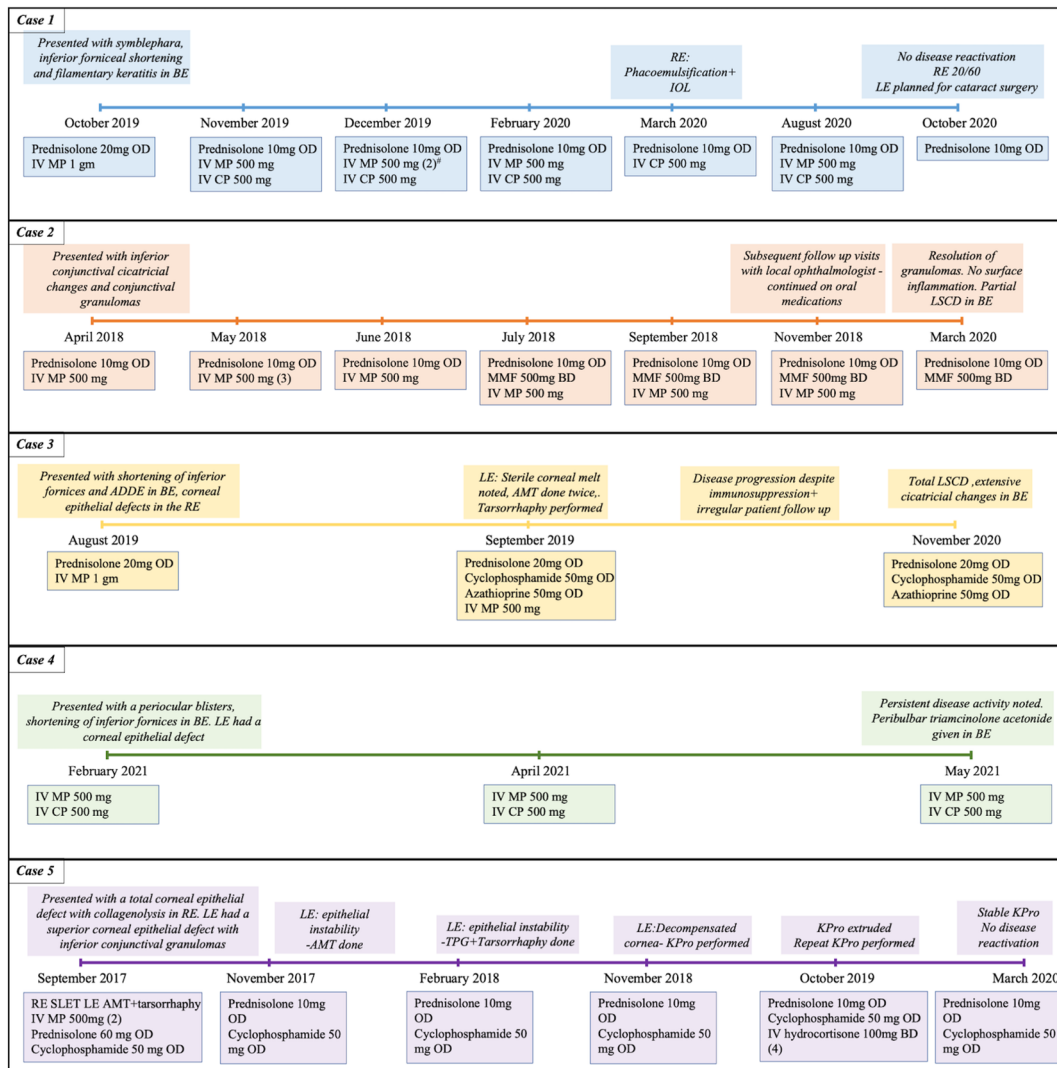 Case 1
Presented with symblephara,
inferior forniceal shortening
and filamentary keratitis in BE
RE:
Phacoemulsification+
IOL
No disease reactivation
RE 20/60
LE planned for cataract surgery
October 2019
November 2019
December 2019
February 2020
March 2020
August 2020
October 2020
Prednisolone 20mg OD
IV MP 1 gm
Prednisolone 10mg OD
IV MP 500 mg
IV CP 500 mg
Prednisolone 10mg OD
IV MP 500 mg (2)#
IV CP 500 mg
Prednisolone 10mg OD
IV MP 500 mg
IV CP 500 mg
Prednisolone 10mg OD
IV CP 500 mg
Prednisolone 10mg OD
IV MP 500 mg
IV CP 500 mg
Prednisolone 10mg OD
Case 2
Presented with inferior
conjunctival cicatricial
changes and conjunctival
granulomas
Subsequent follow up visits
with local ophthalmologist -
continued on oral
medications
Resolution of
granulomas. No surface
inflammation. Partial
LSCD in BE
April 2018
May 2018
June 2018
July 2018
September 2018
November 2018
March 2020
Prednisolone 10mg OD
IV MP 500 mg
Prednisolone 10mg OD
IV MP 500 mg (3)
Prednisolone 10mg OD
IV MP 500 mg
Prednisolone 10mg OD
MMF 500mg BD
IV MP 500 mg
Prednisolone 10mg OD
MMF 500mg BD
IV MP 500 mg
Prednisolone 10mg OD
MMF 500mg BD
IV MP 500 mg
Prednisolone 10mg OD
MMF 500mg BD
Case 3
Presented with shortening of inferior
fornices and ADDE in BE, corneal
epithelial defects in the RE
LE: Sterile corneal melt
noted, AMT done twice,.
Tarsorrhaphy performed
Disease progression despite
immunosuppression+
irregular patient follow up
Total LSCD ,extensive
cicatricial changes in BE
August 2019
September 2019
November 2020
Prednisolone 20mg OD
IV MP 1 gm
Prednisolone 20mg OD
Cyclophosphamide 50mg OD
Azathioprine 50mg OD
IV MP 500 mg
Prednisolone 20mg OD
Cyclophosphamide 50mg OD
Azathioprine 50mg OD
Case 4
Presented with a periocular blisters,
shortening of inferior fornices in BE. LE had a
corneal epithelial defect
Persistent disease activity noted.
Peribulbar triamcinolone acetonide
given in BE
February 2021
April 2021
May 2021
IV MP 500 mg
IV CP 500 mg
IV MP 500 mg
IV CP 500 mg
IV MP 500 mg
IV CP 500 mg
Case 5
Presented with a total corneal epithelial
defect with collagenolysis in RE. LE had a
superior corneal epithelial defect with
inferior conjunctival granulomas
LE: epithelial
instability
-AMT done
LE: epithelial instability
-TPG+Tarsorrhaphy done
LE:Decompensated
cornea- KPro performed
KPro extruded
Repeat KPro performed
Stable KPro
No disease
reactivation
September 2017
November 2017
February 2018
November 2018
October 2019
March 2020
RE SLET LE AMT+tarsorrhaphy
IV MP 500mg (2)
Prednisolone 60 mg OD
Cyclophosphamide 50 mg OD
Prednisolone 10mg
OD
Cyclophosphamide 50
mg OD
Prednisolone 10mg
OD
Cyclophosphamide 50
mg OD
Prednisolone 10mg
OD
Cyclophosphamide 50
mg OD
Prednisolone 10mg OD
Cyclophosphamide 50 mg OD
IV hydrocortisone 100mg BD
(4)
Prednisolone 10mg
OD
Cyclophosphamide 50
mg OD